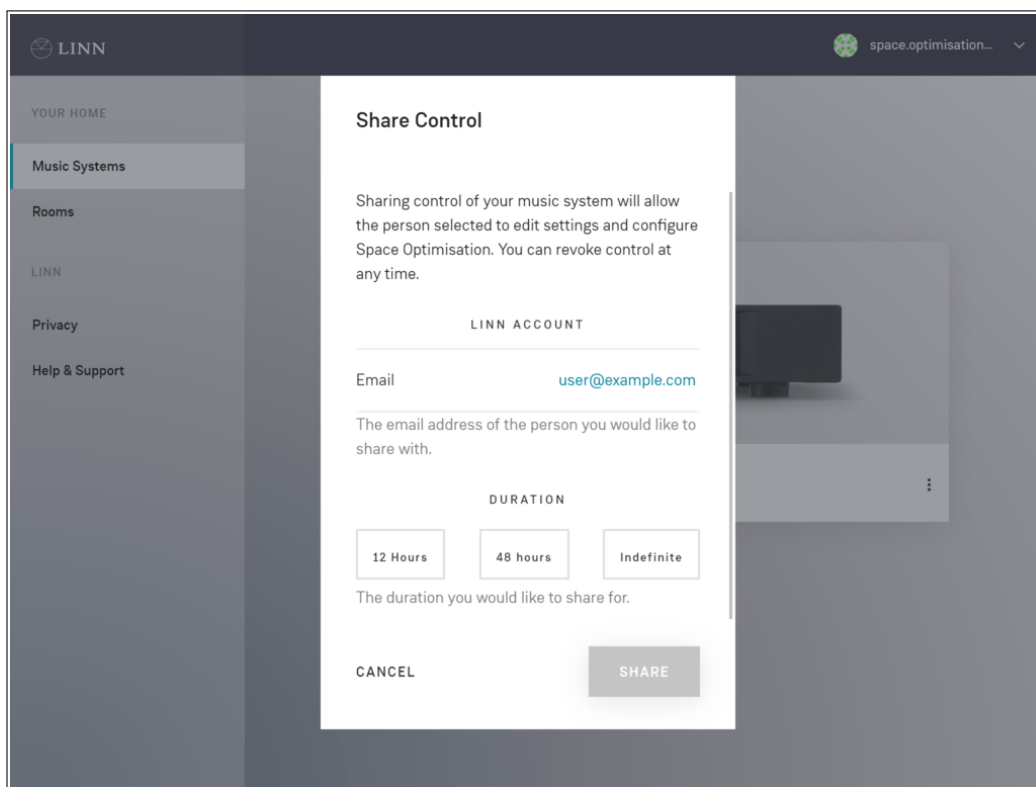 LINN
space.optimisation...
YOUR HOME
Music Systems
Rooms
LINN
Privacy
Help & Support
Share Control
Sharing control of your music system will allow
the person selected to edit settings and configure
Space Optimisation. You can revoke control at
any time.
LINN ACCOUNT
Email user@example.com
The email address of the person you would like to
share with.
DURATION
12 Hours 48 hours Indefinite
The duration you would like to share for.
CANCEL SHARE